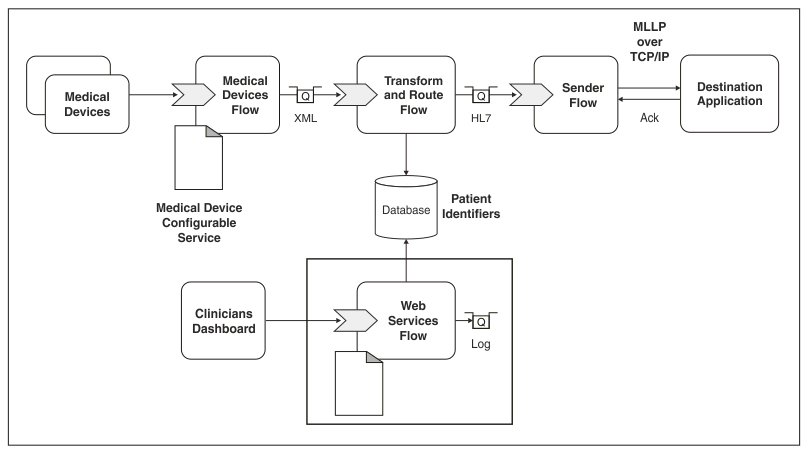 MLLP
over
TCP/IP
Medical
Devices
Medical
Devices
Flow
Q
XML
Transform
and Route
Flow
Q
HL7
Sender
Flow
Ack
Destination
Application
Medical Device
Configurable
Service
Database
Patient
Identifiers
Clinicians
Dashboard
Web
Services
Flow
Q
Log